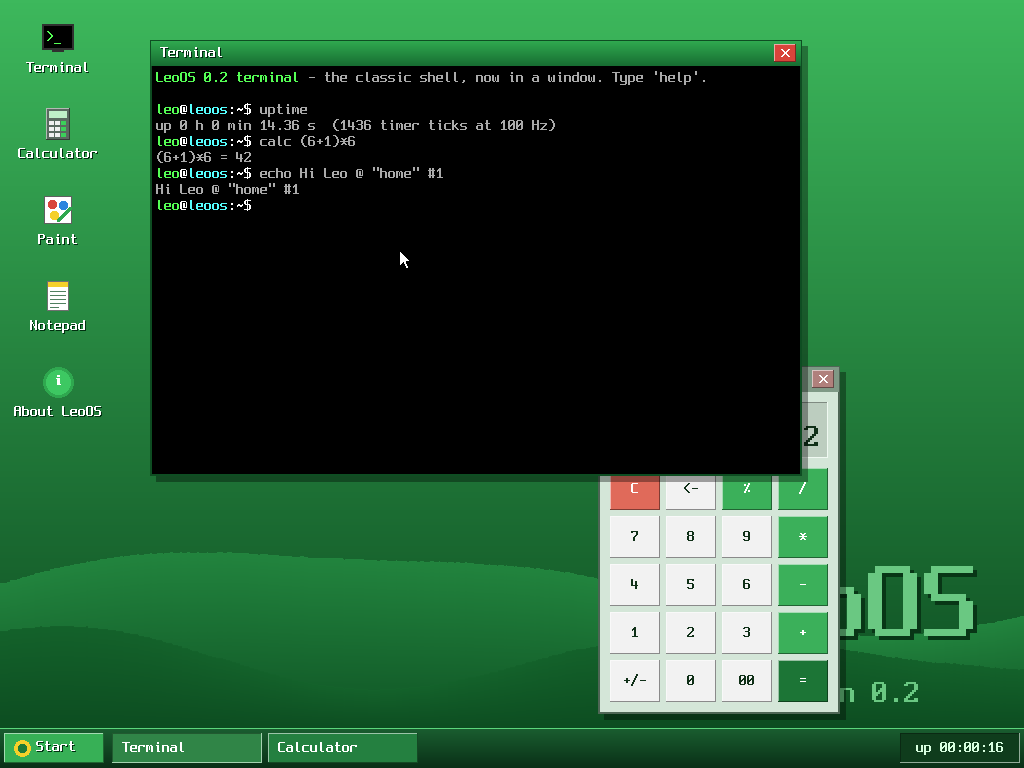 Terminal
Calculator
Paint
Notepad
About LeoOS
Terminal
LeoOS 0.2 terminal - the classic shell, now in a window. Type 'help'.
leo@leoos:~$ uptime
up 0 h 0 min 14.36 s  (1436 timer ticks at 100 Hz)
leo@leoos:~$ calc (6+1)*6
(6+1)*6 = 42
leo@leoos:~$ echo Hi Leo @ "home" #1
Hi Leo @ "home" #1
leo@leoos:~$
2
C <- % /
7 8 9 *
4 5 6 -
1 2 3 +
+/- 0 00 =
OS
0.2
Start
Terminal
Calculator
up 00:00:16